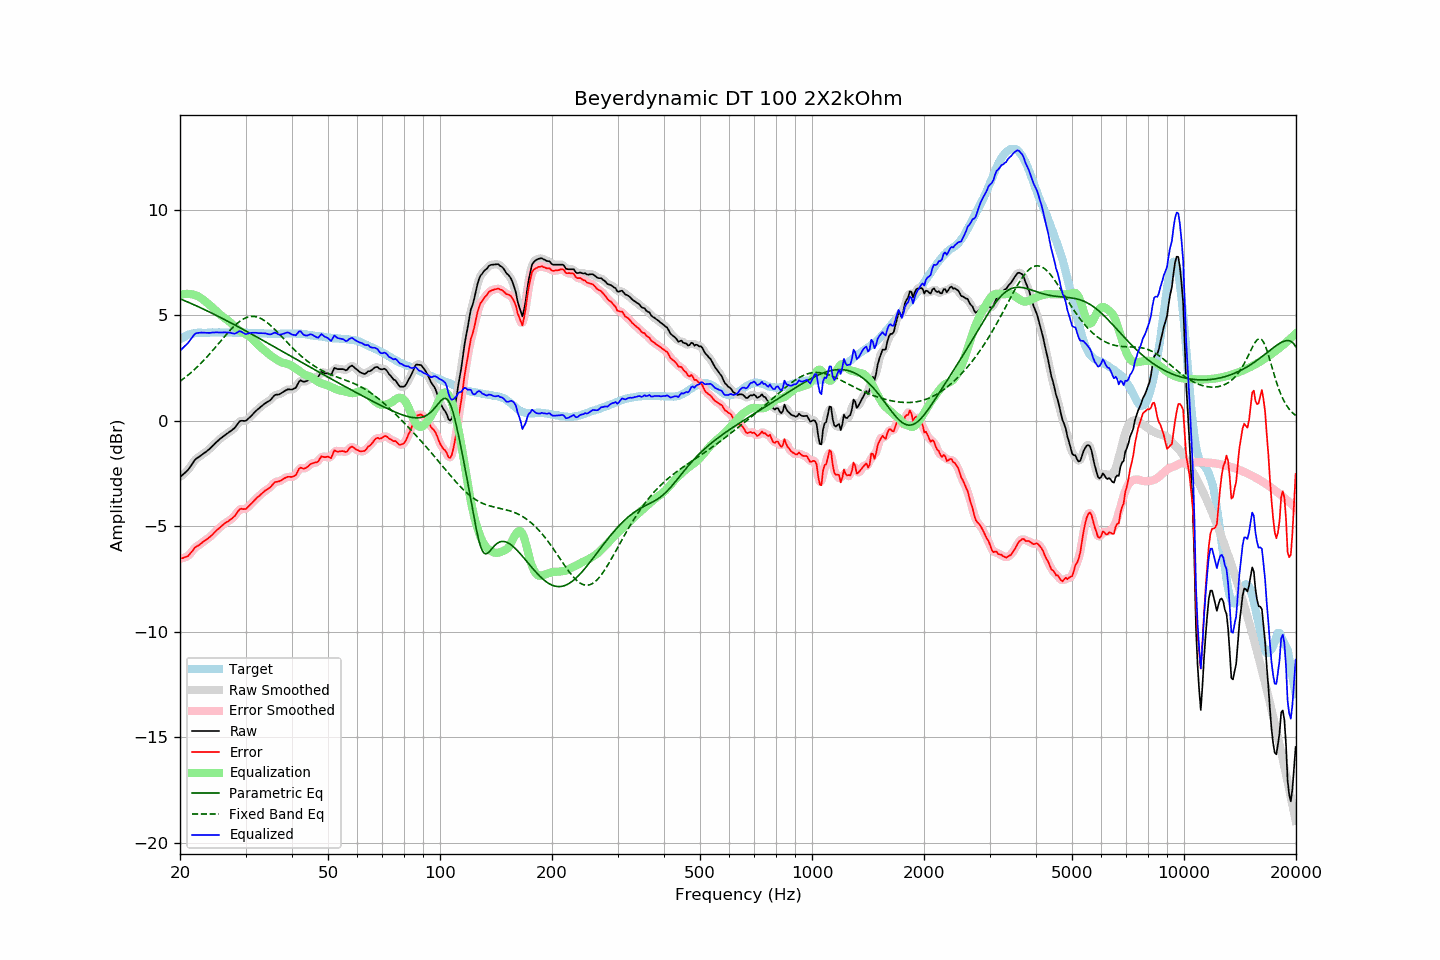 Beyerdynamic DT 100 2X2kOhm
Amplitude (dBr)
10
5
0
−5
−10
−15
−20
Target
Raw Smoothed
Error Smoothed
Raw
Error
Equalization
Parametric Eq
Fixed Band Eq
Equalized
20 50 100 200 500 1000 2000 5000 10000 20000
Frequency (Hz)